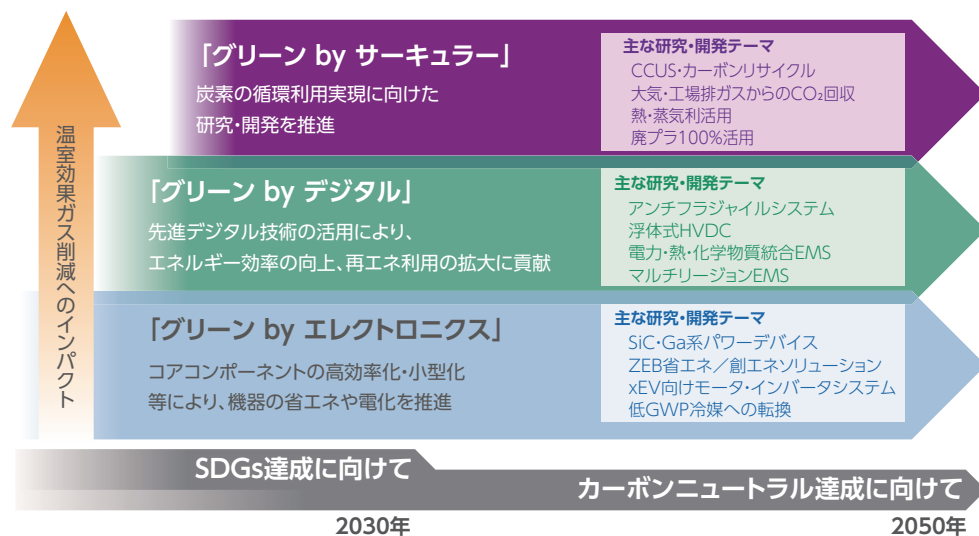 温室効果ガス削減へのインパクト
「グリーン by サーキュラー」
炭素の循環利用実現に向けた
研究・開発を推進
主な研究・開発テーマ
CCUS・カーボンリサイクル
大気・工場排ガスからのCO₂回収
熱・蒸気利活用
廃プラ100%活用
「グリーン by デジタル」
先進デジタル技術の活用により、
エネルギー効率の向上、再エネ利用の拡大に貢献
主な研究・開発テーマ
アンチフラジャイルシステム
浮体式HVDC
電力・熱・化学物質統合EMS
マルチリージョンEMS
「グリーン by エレクトロニクス」
コアコンポーネントの高効率化・小型化
等により、機器の省エネや電化を推進
主な研究・開発テーマ
SiC・Ga系パワーデバイス
ZEB省エネ／創エネソリューション
xEV向けモータ・インバータシステム
低GWP冷媒への転換
SDGs達成に向けて
カーボンニュートラル達成に向けて
2030年
2050年